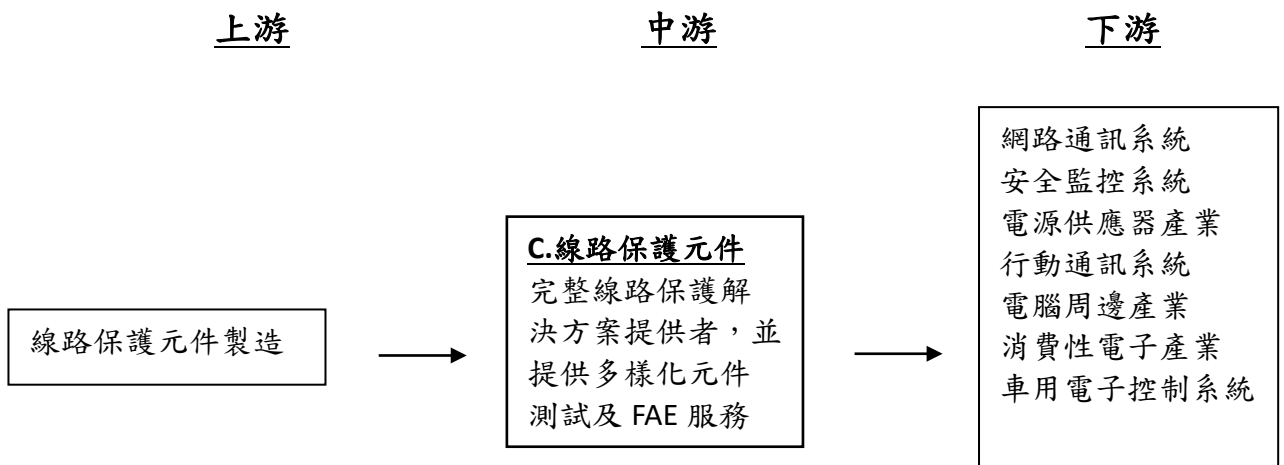 上游
中游
下游
線路保護元件製造
C.線路保護元件
完整線路保護解
決方案提供者，並
提供多樣化元件
測試及 FAE 服務
網路通訊系統
安全監控系統
電源供應器產業
行動通訊系統
電腦周邊產業
消費性電子產業
車用電子控制系統